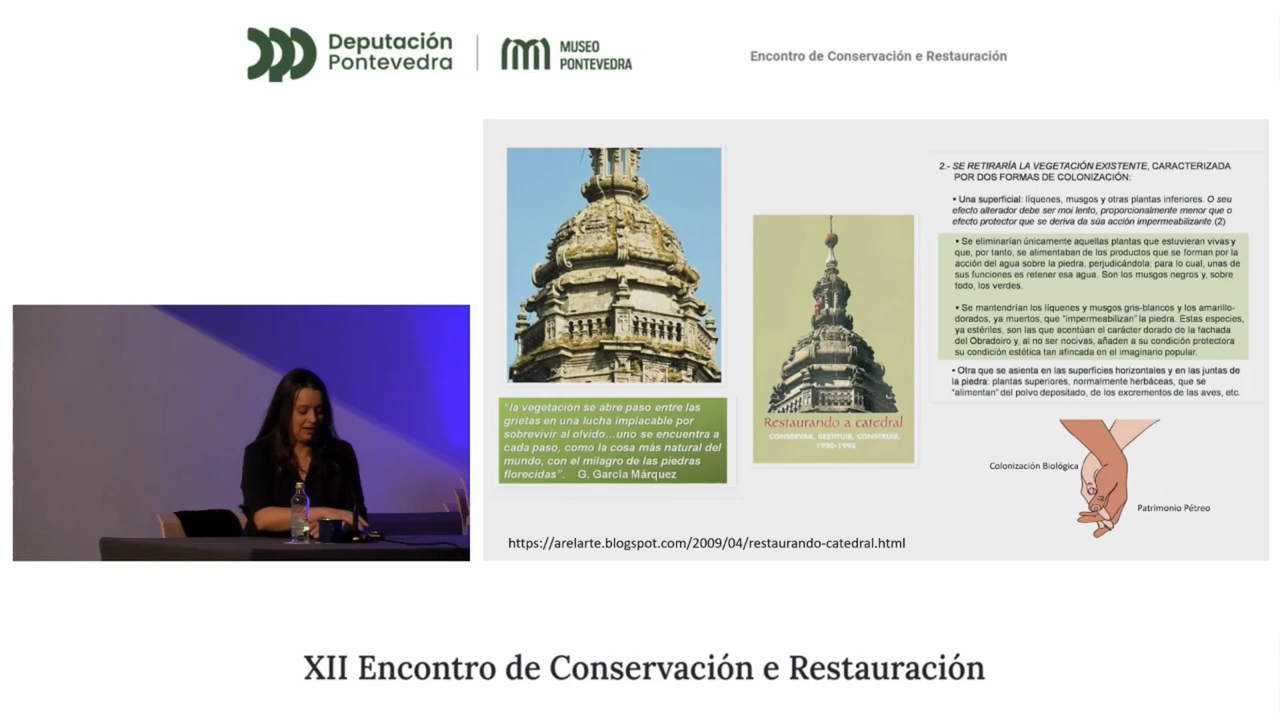 Deputación
Pontevedra
MUSEO
PONTEVEDRA
Encontro de Conservación e Restauración
"la vegetación se abre paso entre las
grietas en una lucha implacable por
sobrevivir al olvido...uno se encuentra a
cada paso, como la cosa más natural del
mundo, con el milagro de las piedras
florecidas". G. García Márquez
Restaurando a catedral
CONSERVAR, RESTITUIR, CONSTRUIR,
1990-1998
2.- SE RETIRARÍA LA VEGETACIÓN EXISTENTE, CARACTERIZADA
POR DOS FORMAS DE COLONIZACIÓN:
▪ Una superficial: líquenes, musgos y otras plantas inferiores. O seu
efecto alterador debe ser moi lento, proporcionalmente menor que o
efecto protector que se deriva da súa acción impermeabilizante.(2)
▪ Se eliminarían únicamente aquellas plantas que estuvieran vivas y
que, por tanto, se alimentaban de los productos que se forman por la
acción del agua sobre la piedra, perjudicándola; para lo cual, unas de
sus funciones es retener esa agua. Son los musgos negros y, sobre
todo, los verdes.
▪ Se mantendrían los líquenes y musgos gris-blancos y los amarillo-
dorados, ya muertos, que "impermeabilizan" la piedra. Estas especies,
ya estériles, son las que acentúan el carácter dorado de la fachada
del Obradoiro y, al no ser nocivas, añaden a su condición protectora
su condición estética tan afincada en el imaginario popular.
▪ Otra que se asienta en las superficies horizontales y en las juntas de
la piedra: plantas superiores, normalmente herbáceas, que se
"alimentan" del polvo depositado, de los excrementos de las aves, etc.
Colonización Biológica
Patrimonio Pétreo
https://arelarte.blogspot.com/2009/04/restaurando-catedral.html
XII Encontro de Conservación e Restauración